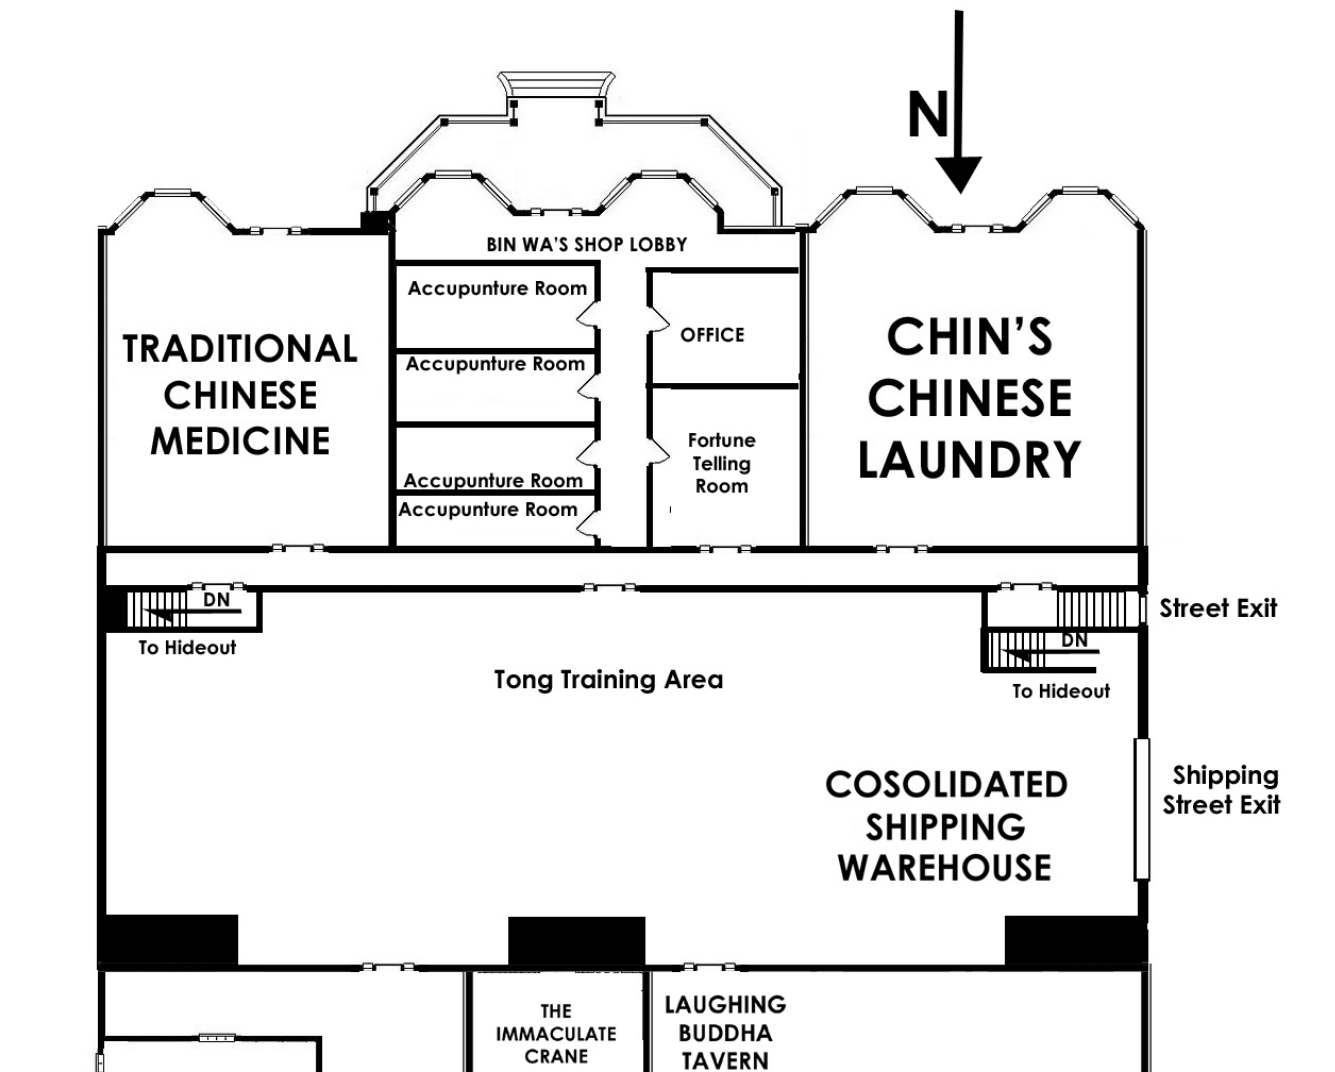 N
BIN WA'S SHOP LOBBY
Accupunture Room
Accupunture Room
Accupunture Room
Accupunture Room
OFFICE
Fortune
Telling
Room
TRADITIONAL
CHINESE
MEDICINE
CHIN'S
CHINESE
LAUNDRY
DN
To Hideout
Street Exit
DN
To Hideout
Tong Training Area
COSOLIDATED
SHIPPING
WAREHOUSE
Shipping
Street Exit
THE
IMMACULATE
CRANE
LAUGHING
BUDDHA
TAVERN